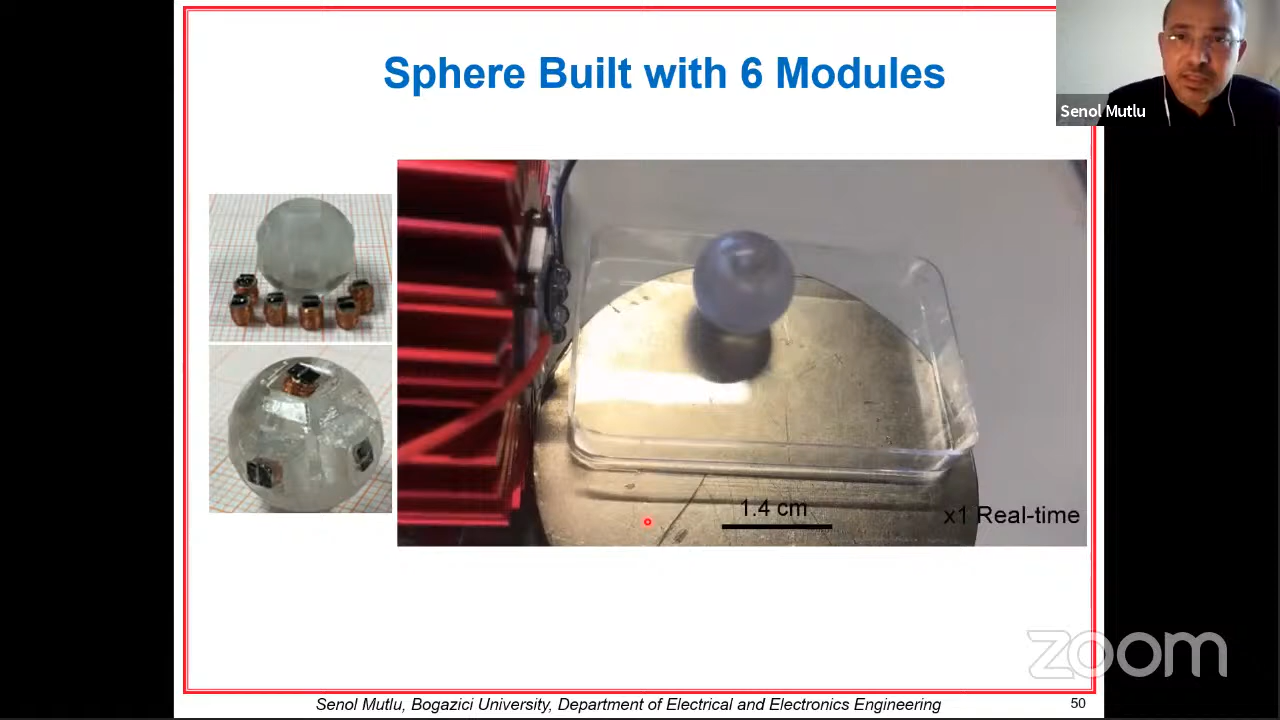 Sphere Built with 6 Modules
Senol Mutlu
1.4 cm
x1 Real-time
zoom
Senol Mutlu, Bogazici University, Department of Electrical and Electronics Engineering
50